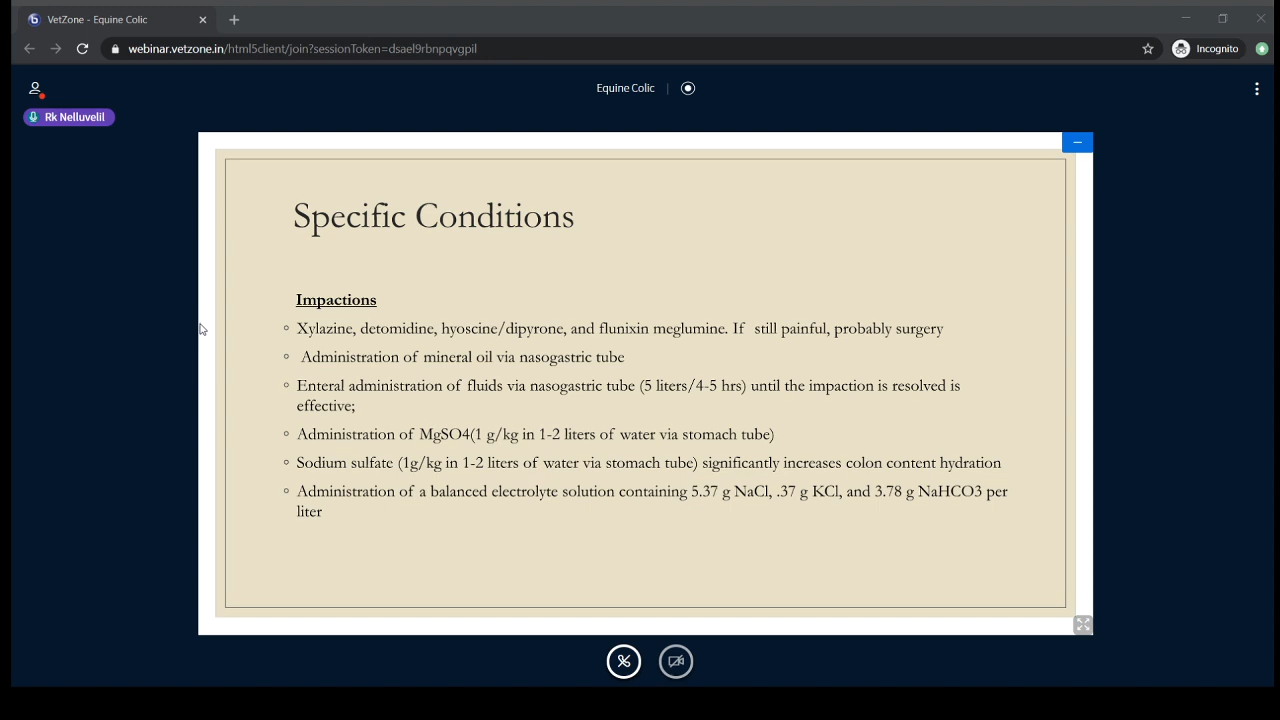 VetZone - Equine Colic
webinar.vetzone.in/html5client/join?sessionToken=dsael9rbnpqvgpil
Incognito
Equine Colic
Rk Nelluvelil
Specific Conditions
Impactions
Xylazine, detomidine, hyoscine/dipyrone, and flunixin meglumine. If still painful, probably surgery
Administration of mineral oil via nasogastric tube
Enteral administration of fluids via nasogastric tube (5 liters/4-5 hrs) until the impaction is resolved is
effective;
Administration of MgSO4(1 g/kg in 1-2 liters of water via stomach tube)
Sodium sulfate (1g/kg in 1-2 liters of water via stomach tube) significantly increases colon content hydration
Administration of a balanced electrolyte solution containing 5.37 g NaCl, .37 g KCl, and 3.78 g NaHCO3 per
liter